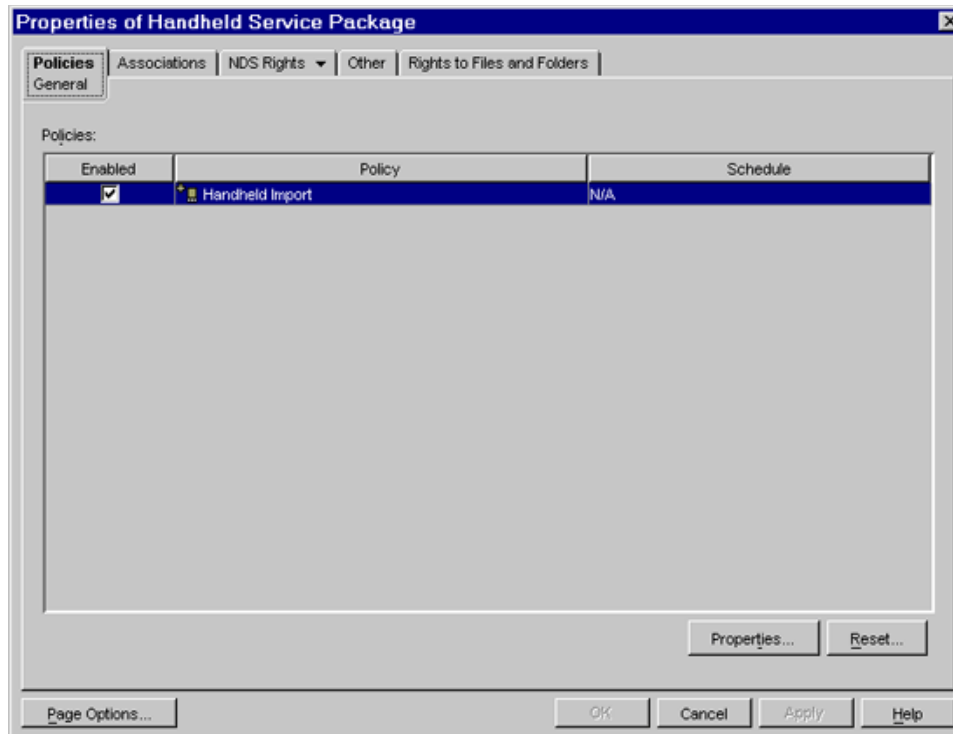 Properties of Handheld Service Package
Policies Associations NDS Rights Other Rights to Files and Folders
General
Policies:
Enabled Policy Schedule
Handheld Import N/A
Properties... Reset...
Page Options... OK Cancel Apply Help